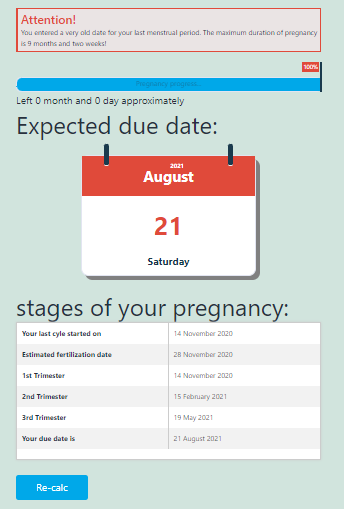 Attention!
You entered a very old date for your last menstrual period. The maximum duration of pregnancy
is 9 months and two weeks!
100%
Pregnancy progress
Left 0 month and 0 day approximately
Expected due date:
2021
August
21
Saturday
stages of your pregnancy:
Your last cyle started on 14 November 2020
Estimated fertilization date 28 November 2020
1st Trimester 14 November 2020
2nd Trimester 15 February 2021
3rd Trimester 19 May 2021
Your due date is 21 August 2021
Re-calc